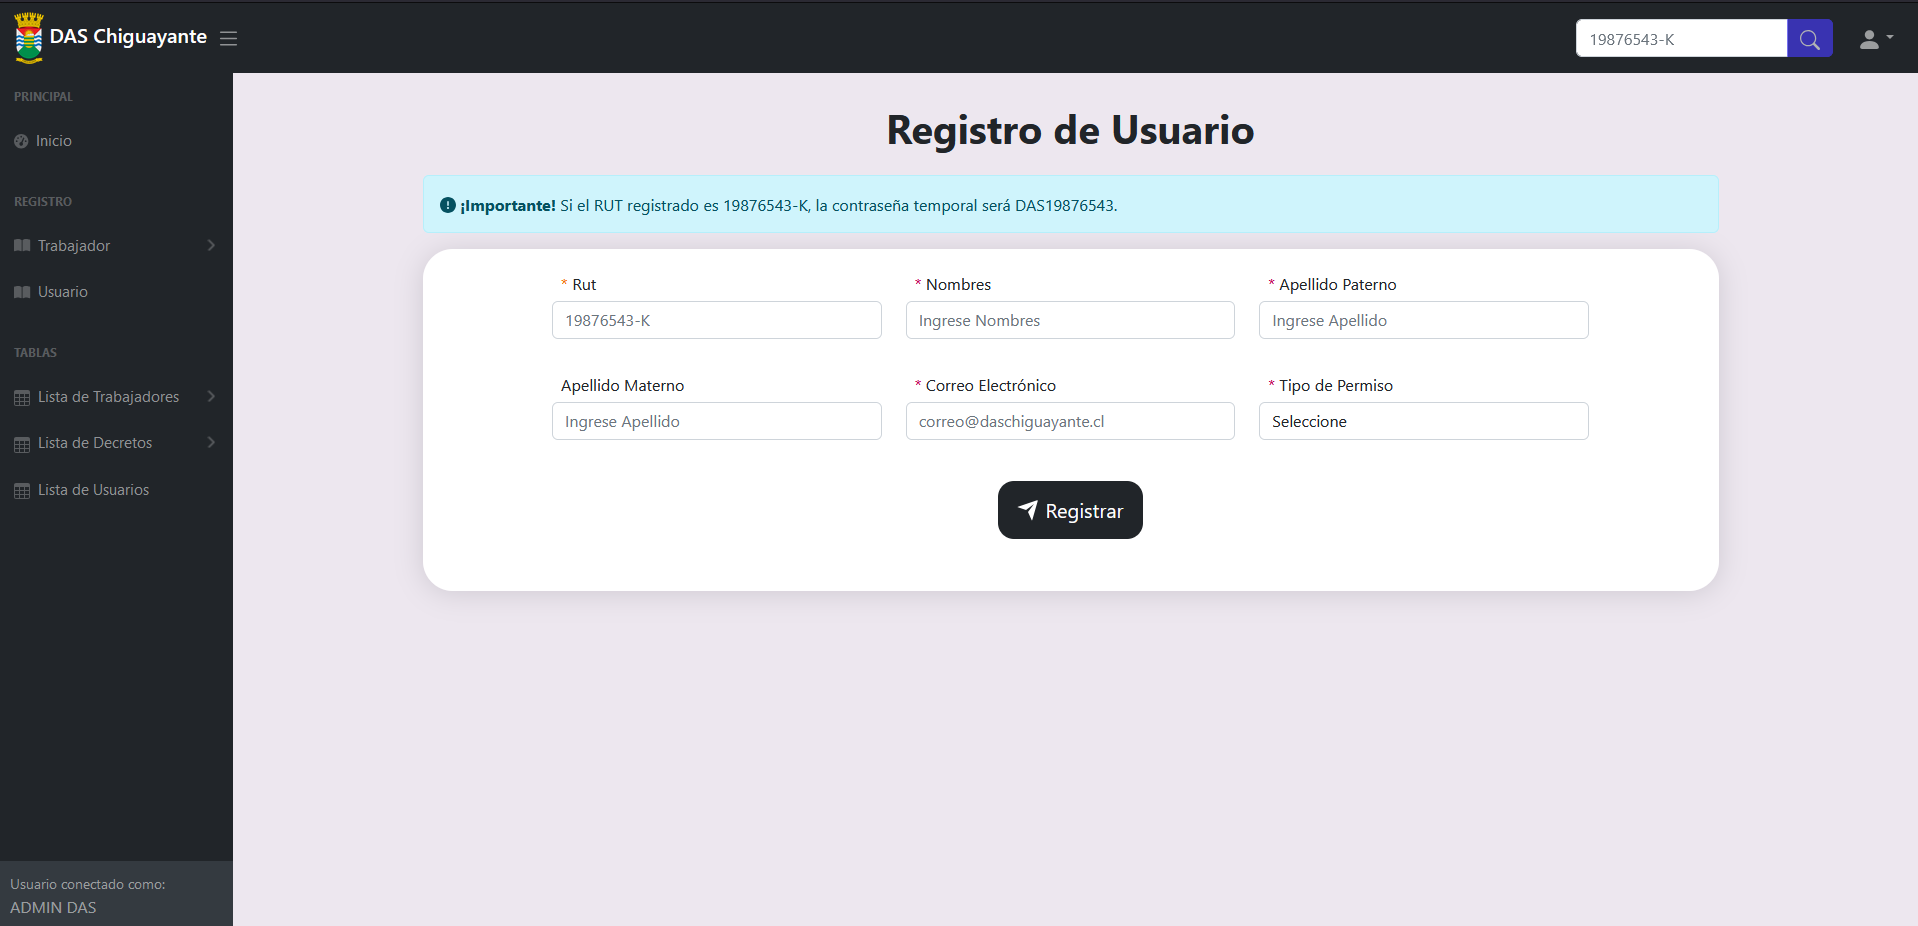 DAS Chiguayante
19876543-K
PRINCIPAL
Inicio
REGISTRO
Trabajador
Usuario
TABLAS
Lista de Trabajadores
Lista de Decretos
Lista de Usuarios
Usuario conectado como:
ADMIN DAS
Registro de Usuario
¡Importante! Si el RUT registrado es 19876543-K, la contraseña temporal será DAS19876543.
* Rut
19876543-K
* Nombres
Ingrese Nombres
* Apellido Paterno
Ingrese Apellido
Apellido Materno
Ingrese Apellido
* Correo Electrónico
correo@daschiguayante.cl
* Tipo de Permiso
Seleccione
Registrar